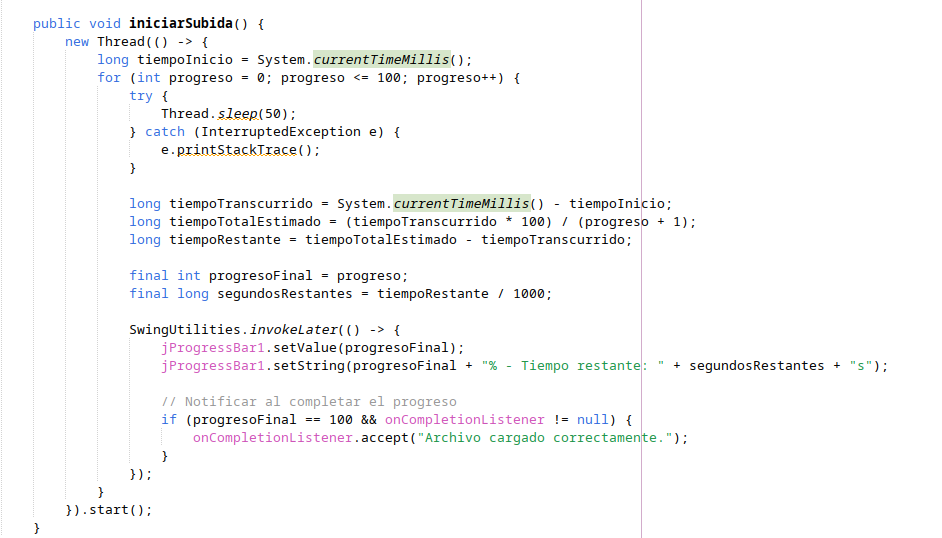 public void iniciarSubida() {
new Thread(() -> {
long tiempoInicio = System.currentTimeMillis();
for (int progreso = 0; progreso <= 100; progreso++) {
try {
Thread.sleep(50);
} catch (InterruptedException e) {
e.printStackTrace();
}
long tiempoTranscurrido = System.currentTimeMillis() - tiempoInicio;
long tiempoTotalEstimado = (tiempoTranscurrido * 100) / (progreso + 1);
long tiempoRestante = tiempoTotalEstimado - tiempoTranscurrido;
final int progresoFinal = progreso;
final long segundosRestantes = tiempoRestante / 1000;
SwingUtilities.invokeLater(() -> {
jProgressBar1.setValue(progresoFinal);
jProgressBar1.setString(progresoFinal + "% - Tiempo restante: " + segundosRestantes + "s");
// Notificar al completar el progreso
if (progresoFinal == 100 && onCompletionListener != null) {
onCompletionListener.accept("Archivo cargado correctamente.");
}
});
}
}).start();
}